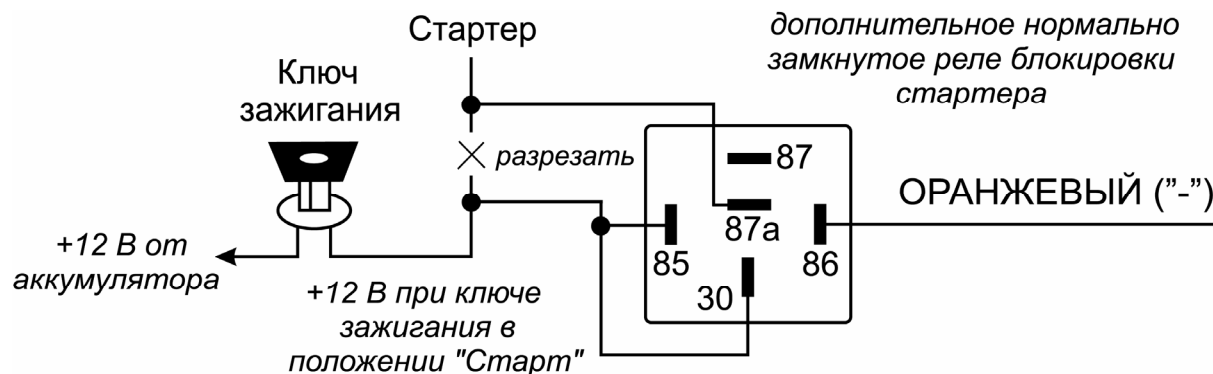 Стартер
дополнительное нормально
замкнутое реле блокировки
стартера
Ключ
зажигания
разрезать
87
87а
85
86
30
ОРАНЖЕВЫЙ ("-")
+12 В от
аккумулятора
+12 В при ключе
зажигания в
положении "Старт"